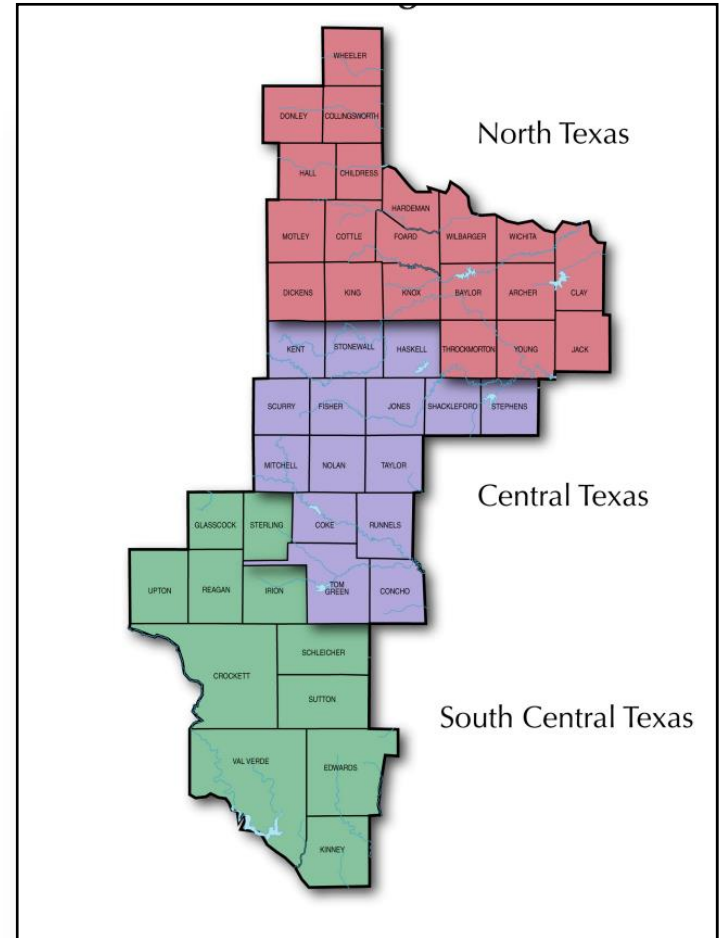 WHEELER
DONLEY COLLINGSWORTH
North Texas
HALL CHILDRESS
HARDEMAN
MOTLEY COTTLE FOARD WILBARGER WICHITA
DICKENS KING KNOX BAYLOR ARCHER CLAY
KENT STONEWALL HASKELL THROCKMORTON YOUNG JACK
SCURRY FISHER JONES SHACKLEFORD STEPHENS
MITCHELL NOLAN TAYLOR
Central Texas
GLASSCOCK STERLING COKE RUNNELS
UPTON REAGAN IRION TOM
GREEN CONCHO
SCHLEICHER
CROCKETT
SUTTON
South Central Texas
VAL VERDE EDWARDS
KINNEY